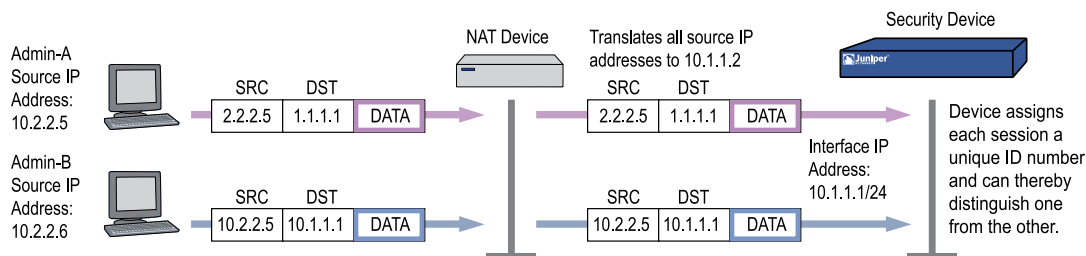 Admin-A
Source IP
Address:
10.2.2.5
SRC DST
2.2.2.5 1.1.1.1 DATA
NAT Device
Translates all source IP
addresses to 10.1.1.2
SRC DST
2.2.2.5 1.1.1.1 DATA
Security Device
Juniper
Admin-B
Source IP
Address:
10.2.2.6
SRC DST
10.2.2.5 10.1.1.1 DATA
SRC DST
10.2.2.5 10.1.1.1 DATA
Interface IP
Address:
10.1.1.1/24
Device assigns
each session a
unique ID number
and can thereby
distinguish one
from the other.